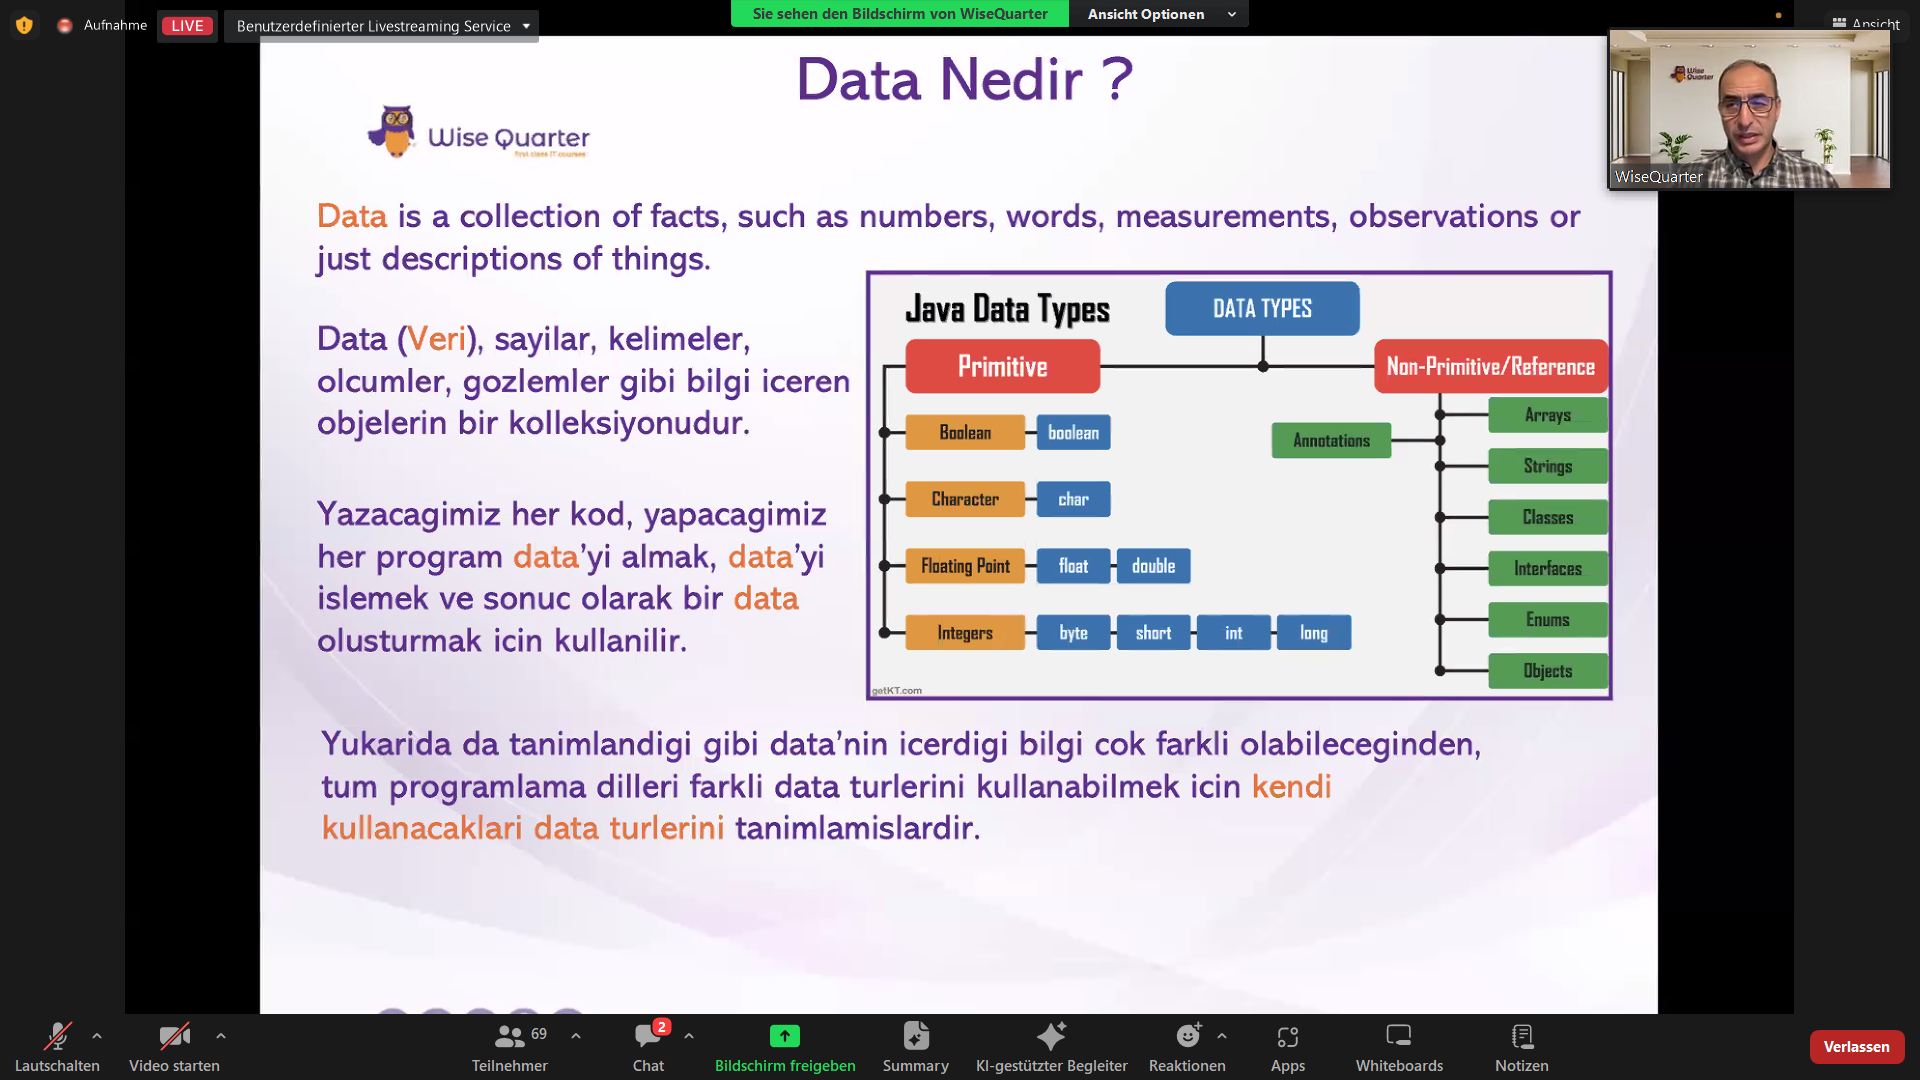 Aufnahme
LIVE
Benutzerdefinierter Livestreaming Service
Sie sehen den Bildschirm von WiseQuarter
Ansicht Optionen
Ansicht
Data Nedir ?
Wise Quarter
first class IT courses
Wise
Quarter
WiseQuarter
Data is a collection of facts, such as numbers, words, measurements, observations or
just descriptions of things.
Data (Veri), sayilar, kelimeler,
olcumler, gozlemler gibi bilgi iceren
objelerin bir kolleksiyonudur.
Yazacagimiz her kod, yapacagimiz
her program data’yi almak, data’yi
islemek ve sonuc olarak bir data
olusturmak icin kullanilir.
Java Data Types
DATA TYPES
Primitive
Non-Primitive/Reference
Boolean
boolean
Character
char
Floating Point
float
double
Integers
byte
short
int
long
Annotations
Arrays
Strings
Classes
Interfaces
Enums
Objects
getKT.com
Yukarida da tanimlandigi gibi data’nin icerdigi bilgi cok farkli olabileceginden,
tum programlama dilleri farkli data turlerini kullanabilmek icin kendi
kullanacaklari data turlerini tanimlamislardir.
Lautschalten
Video starten
69
Teilnehmer
2
Chat
Bildschirm freigeben
Summary
KI-gestützter Begleiter
Reaktionen
Apps
Whiteboards
Notizen
Verlassen